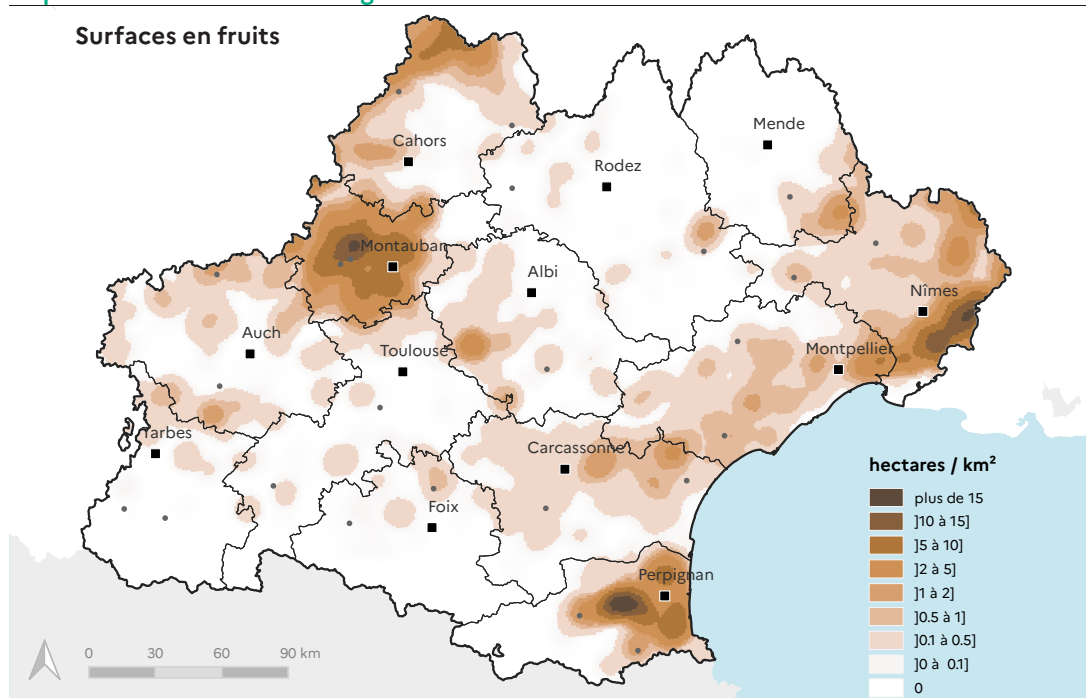 Surfaces en fruits
Mende
Cahors
Rodez
Montauban
Albi
Nîmes
Auch
Toulouse
Montpellier
Tarbes
Carcassonne
Foix
Perpignan
hectares / km²
plus de 15
]10 à 15]
]5 à 10]
]2 à 5]
]1 à 2]
]0.5 à 1]
]0.1 à 0.5]
]0 à 0.1]
0
0 30 60 90 km